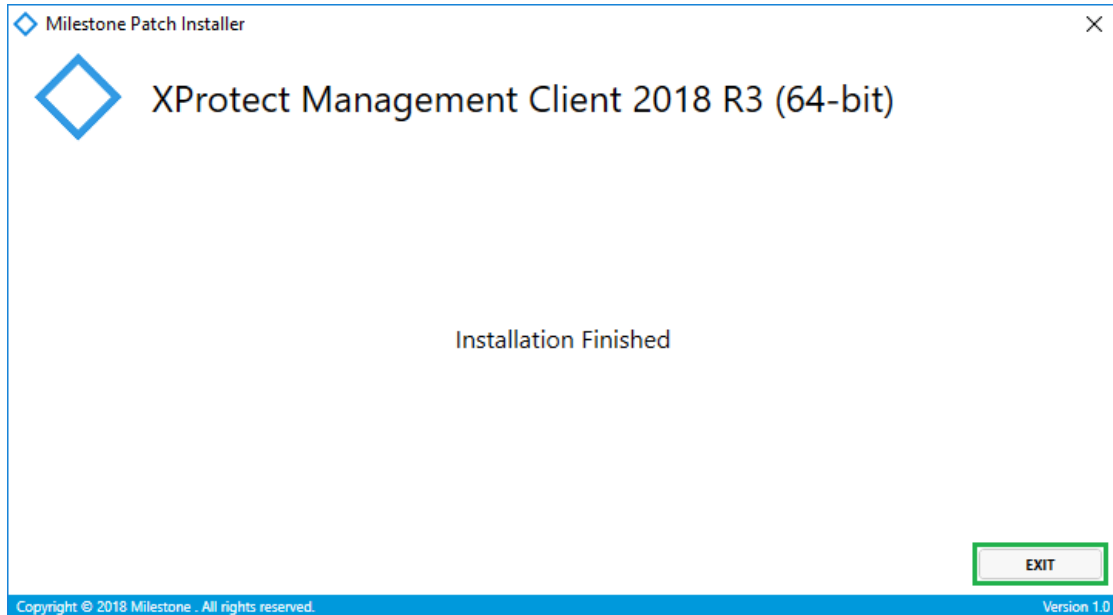 Milestone Patch Installer
XProtect Management Client 2018 R3 (64-bit)
Installation Finished
EXIT
Copyright © 2018 Milestone . All rights reserved.
Version 1.0